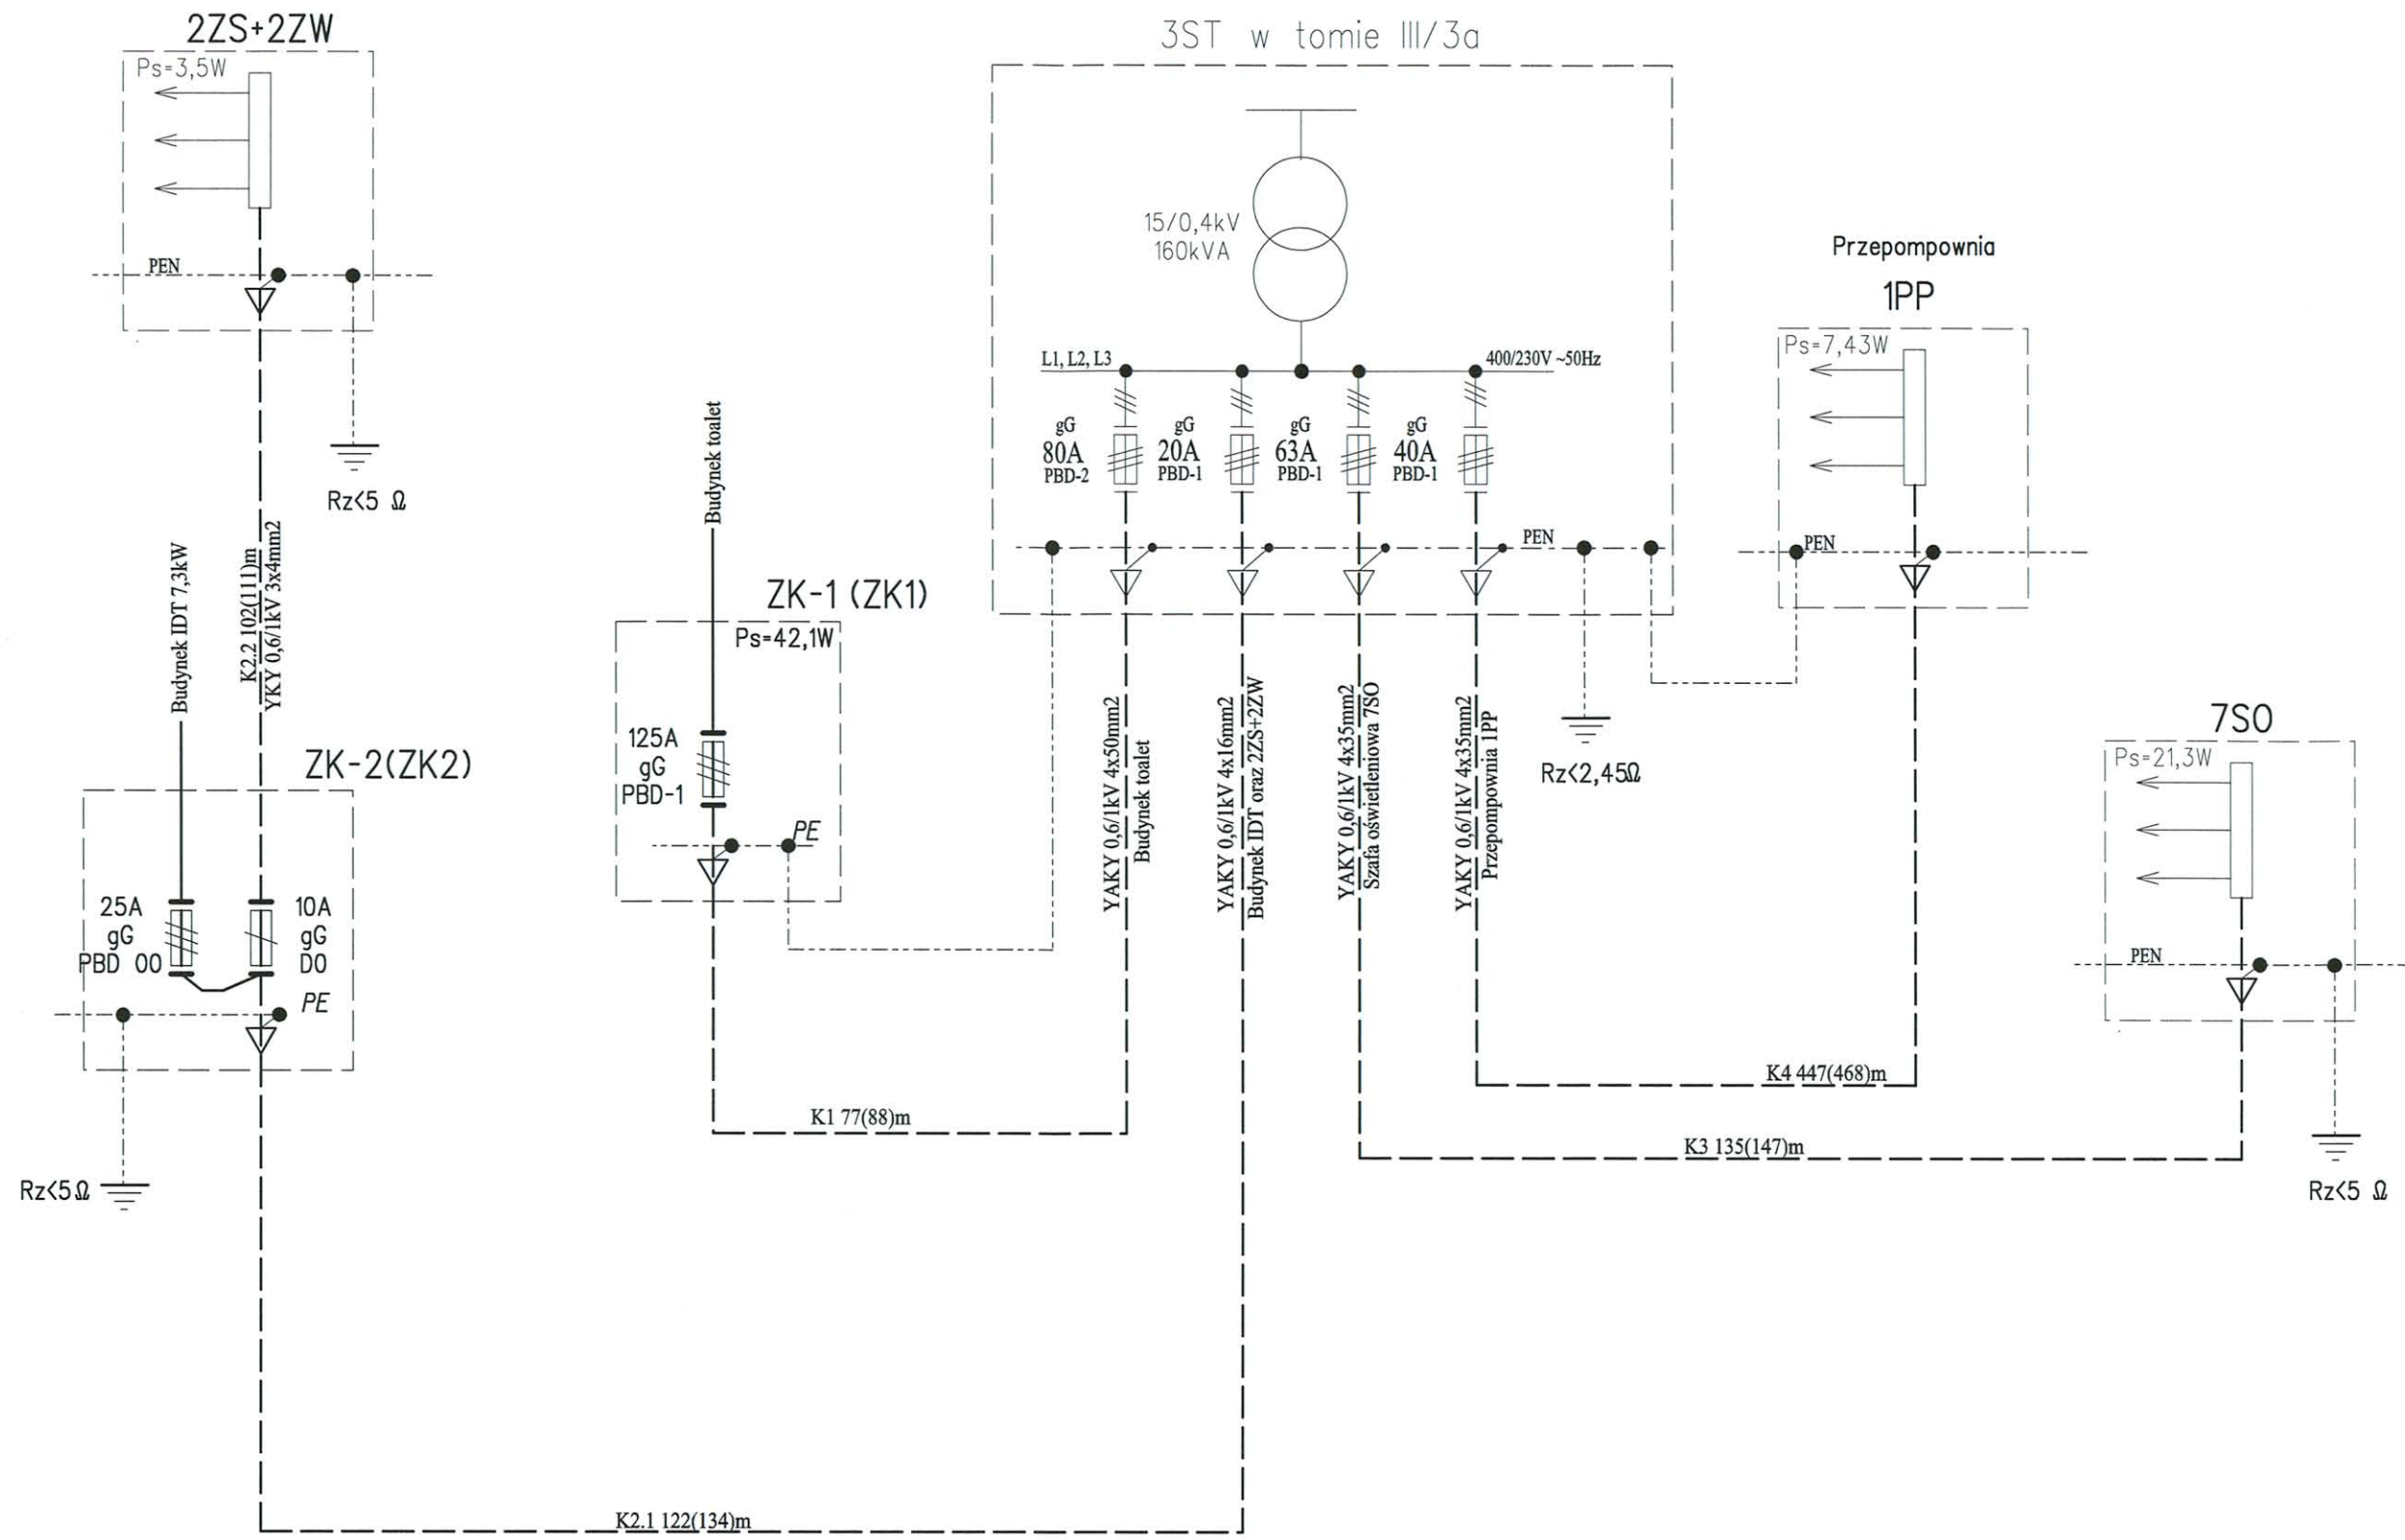 2ZS+2ZW
Ps=3,5W
PEN
Rz<5 Ω
Budynek IDT 7,3kW
K2.2 102(111)m
YKY 0,6/1kV 3x4mm2
ZK-2(ZK2)
25A
gG
PBD 00
10A
gG
D0
PE
Rz<5Ω
K2.1 122(134)m
Budynek toalet
ZK-1 (ZK1)
Ps=42,1W
125A
gG
PBD-1
PE
K1 77(88)m
3ST w tomie III/3a
15/0,4kV
160kVA
L1, L2, L3
400/230V ~50Hz
gG
80A
PBD-2
gG
20A
PBD-1
gG
63A
PBD-1
gG
40A
PBD-1
PEN
YAKY 0,6/1kV 4x50mm2
Budynek toalet
YAKY 0,6/1kV 4x16mm2
Budynek IDT oraz 2ZS+2ZW
YAKY 0,6/1kV 4x35mm2
Szafa oświetleniowa 7SO
YAKY 0,6/1kV 4x35mm2
Przepompownia 1PP
Rz<2,45Ω
Przepompownia
1PP
Ps=7,43W
PEN
K4 447(468)m
K3 135(147)m
7SO
Ps=21,3W
PEN
Rz<5 Ω